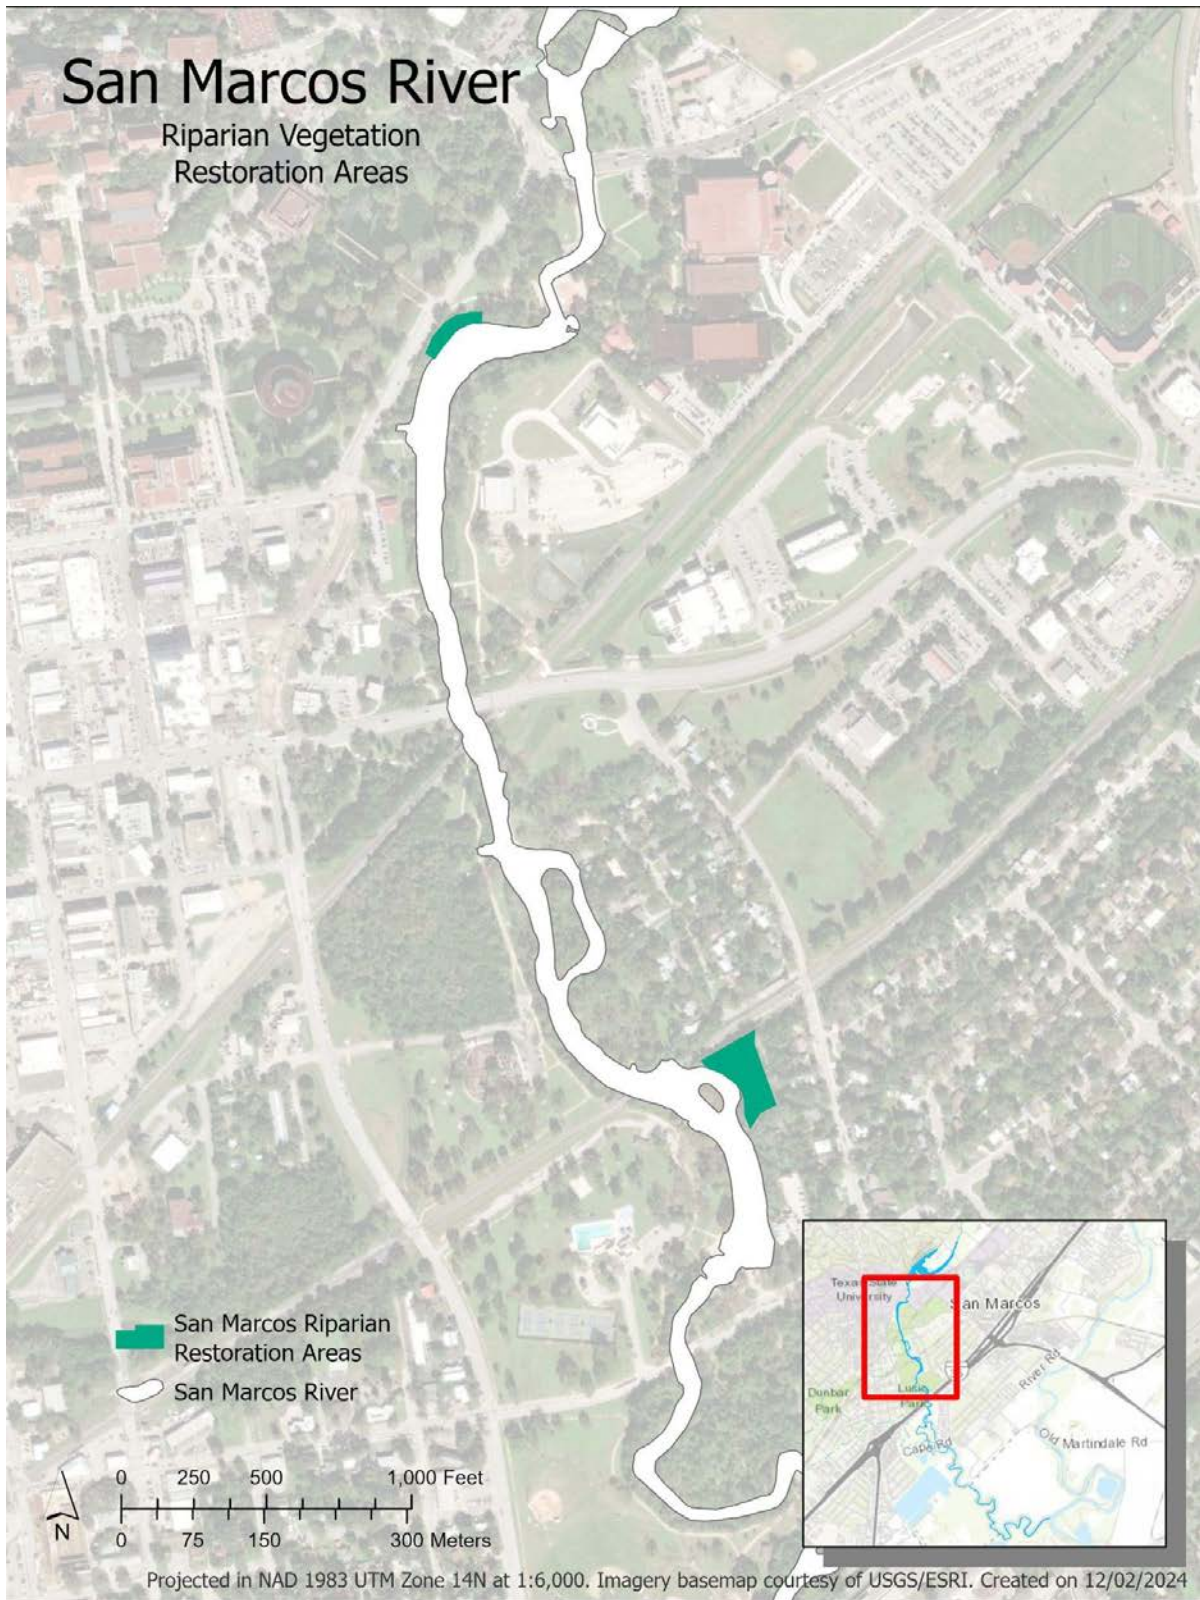 San Marcos River
Riparian Vegetation
Restoration Areas
Texas State
University
San Marcos
Dunbar
Park
River Rd
Cape Rd
Old Martindale Rd
San Marcos Riparian
Restoration Areas
San Marcos River
0 250 500 1,000 Feet
0 75 150 300 Meters
N
Projected in NAD 1983 UTM Zone 14N at 1:6,000. Imagery basemap courtesy of USGS/ESRI. Created on 12/02/2024